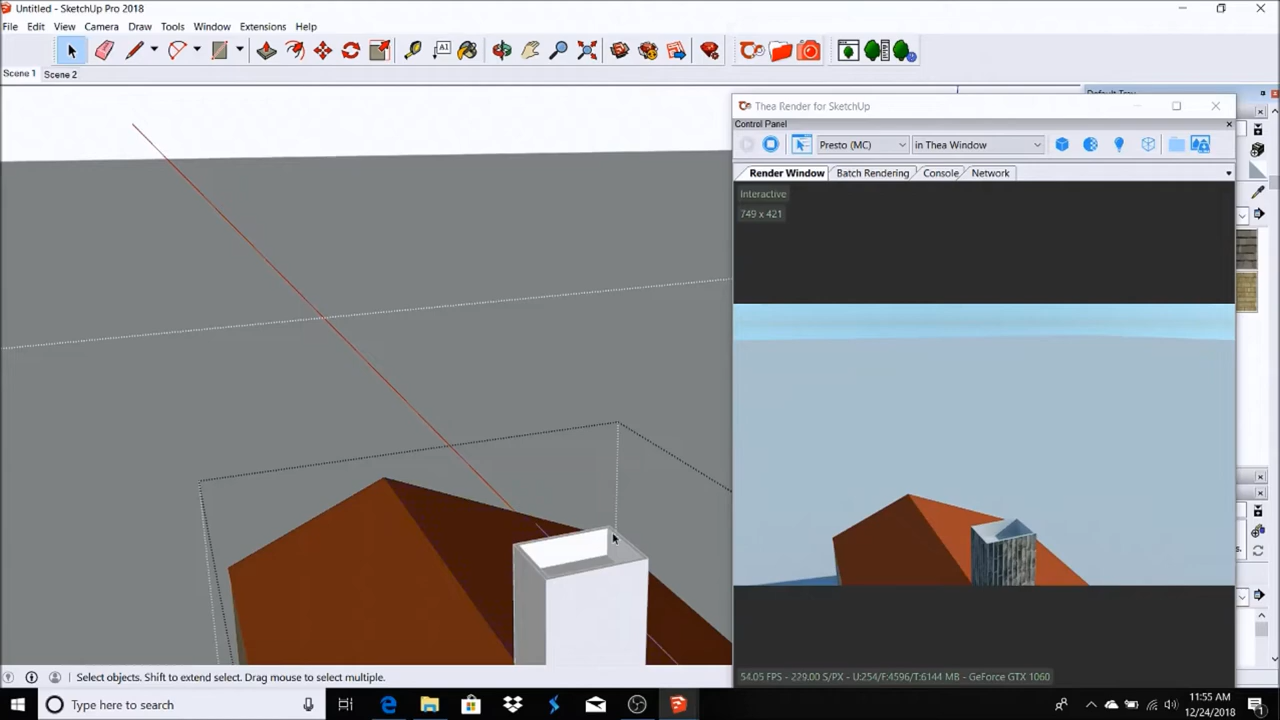 Untitled - SketchUp Pro 2018
File Edit View Camera Draw Tools Window Extensions Help
A1
Scene 1 Scene 2
Default Tray
Thea Render for SketchUp
Control Panel
Presto (MC) in Thea Window
Render Window Batch Rendering Console Network
Interactive
749 x 421
54.05 FPS - 229.00 S/PX - U:254/F:4596/T:6144 MB - GeForce GTX 1060
Select objects. Shift to extend select. Drag mouse to select multiple.
Type here to search
11:55 AM
12/24/2018